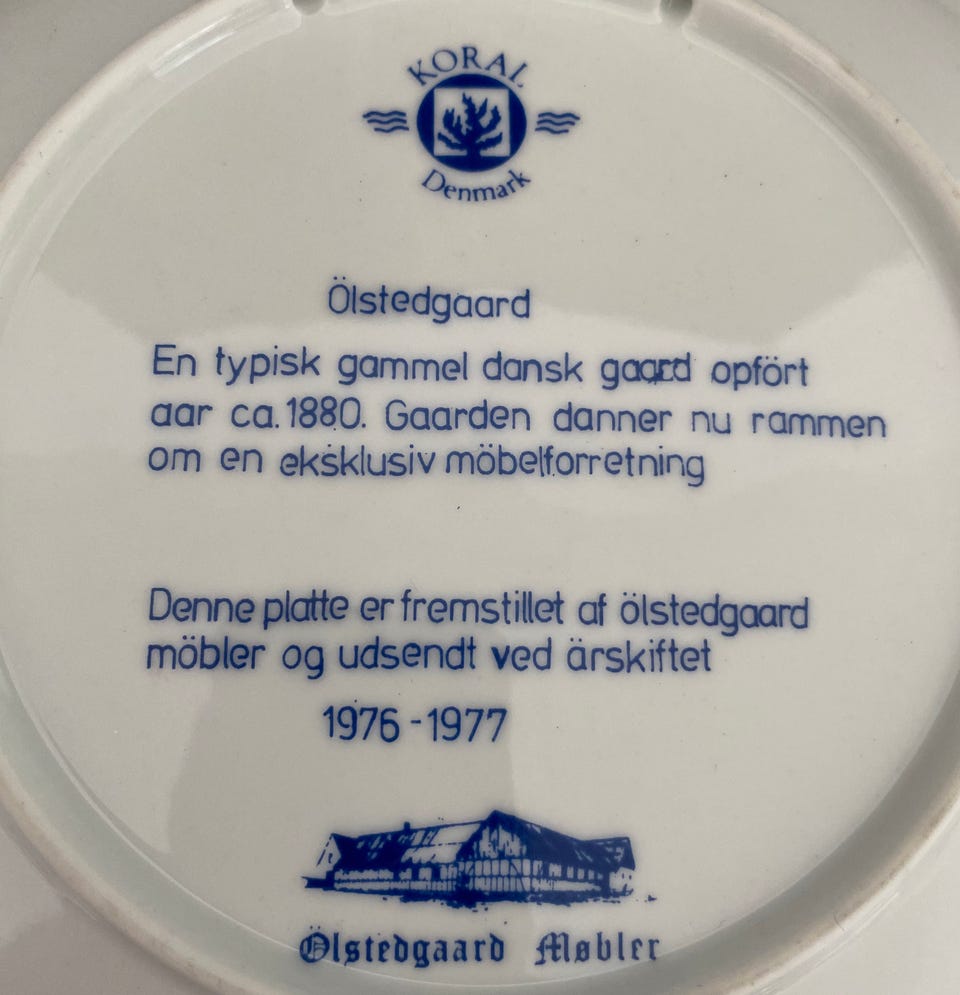 KORAL
Denmark
Ölstedgaard
En typisk gammel dansk gaard opfört
aar ca. 1880. Gaarden danner nu rammen
om en eksklusiv möbelforretning
Denne platte er fremstillet af ölstedgaard
möbler og udsendt ved ärskiftet
1976 - 1977
Ölstedgaard Møbler